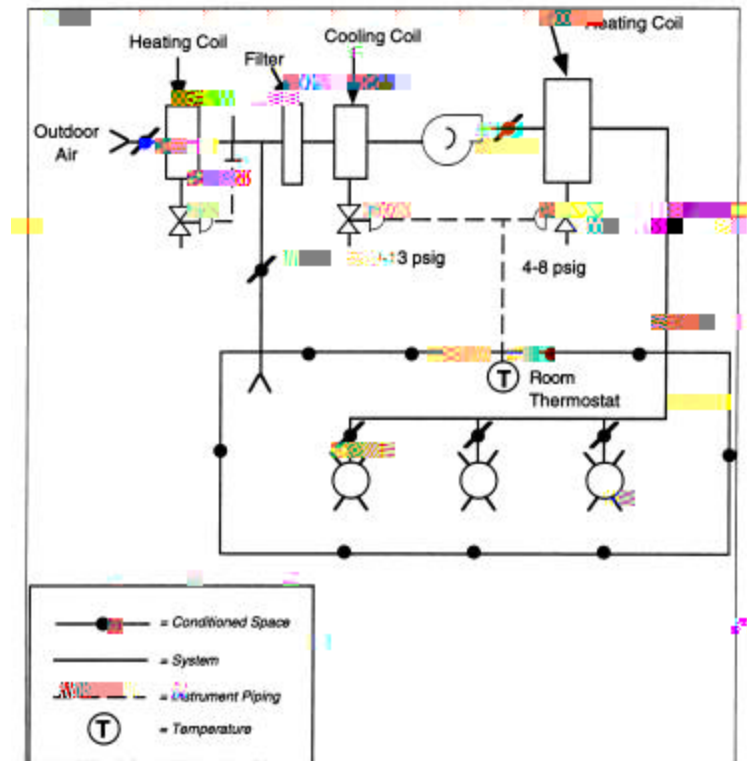 Heating Coil
Cooling Coil
Heating Coil
Filter
Outdoor
Air
psig
4-8 psig
T
Room
Thermostat
= Conditioned Space
= System
= Instrument Piping
T
= Temperature